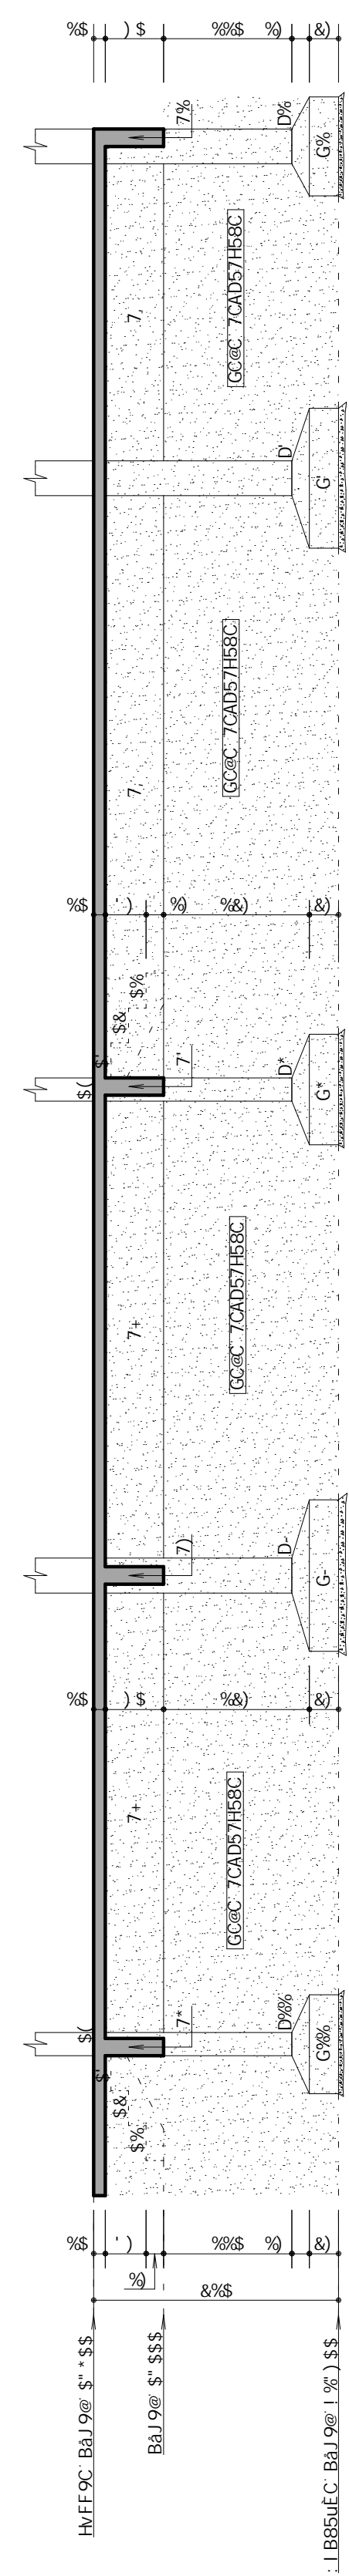 HvFF9C' BåJ 9@' $" *$$
%$
$(
%$
$(
%$
%$
$'
$'
' )
$&
) $
$&
' )
) $
%)
$%
7+
7+
$%
7,
7,
BåJ 9@' $" $$$
%)
7*
7)
7'
7%
&%$
%%$
%&)
%&)
%%$
GC@C' 7CAD57H58C
GC@C' 7CAD57H58C
GC@C' 7CAD57H58C
GC@C' 7CAD57H58C
%)
D%%
D-
D*
D'
D%
%)
&)
G%%
&)
G-
G*
&)
G'
G%
&)
: I B85uÈC' BåJ 9@' ! %" ) $$